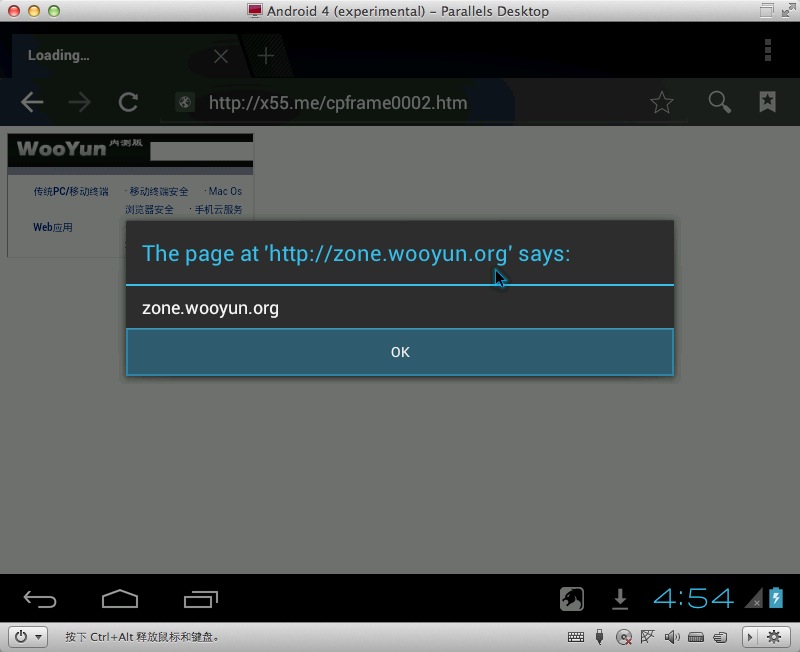 Android 4 (experimental) – Parallels Desktop
Loading...
http://x55.me/cpframe0002.htm
WooYun 内测版
传统PC/移动终端 · 移动终端安全 · Mac Os
浏览器安全 · 手机云服务
Web应用
The page at 'http://zone.wooyun.org' says:
zone.wooyun.org
OK
4:54
按下 Ctrl+Alt 释放鼠标和键盘。